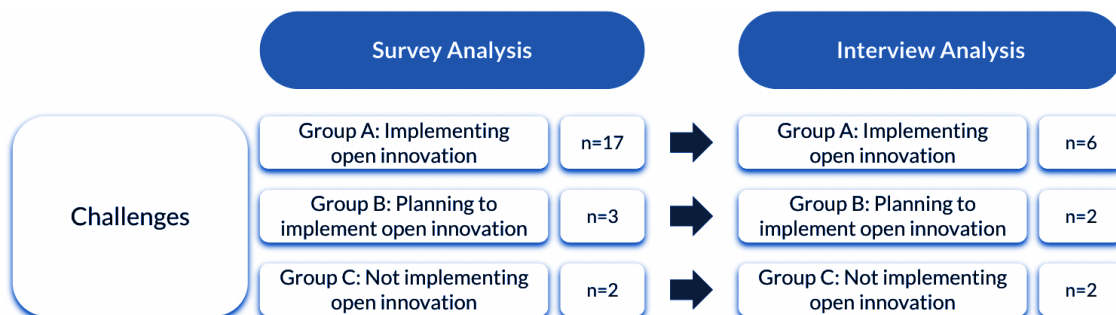 Survey Analysis
Interview Analysis
Challenges
Group A: Implementing
open innovation
n=17
Group A: Implementing
open innovation
n=6
Group B: Planning to
implement open innovation
n=3
Group B: Planning to
implement open innovation
n=2
Group C: Not implementing
open innovation
n=2
Group C: Not implementing
open innovation
n=2